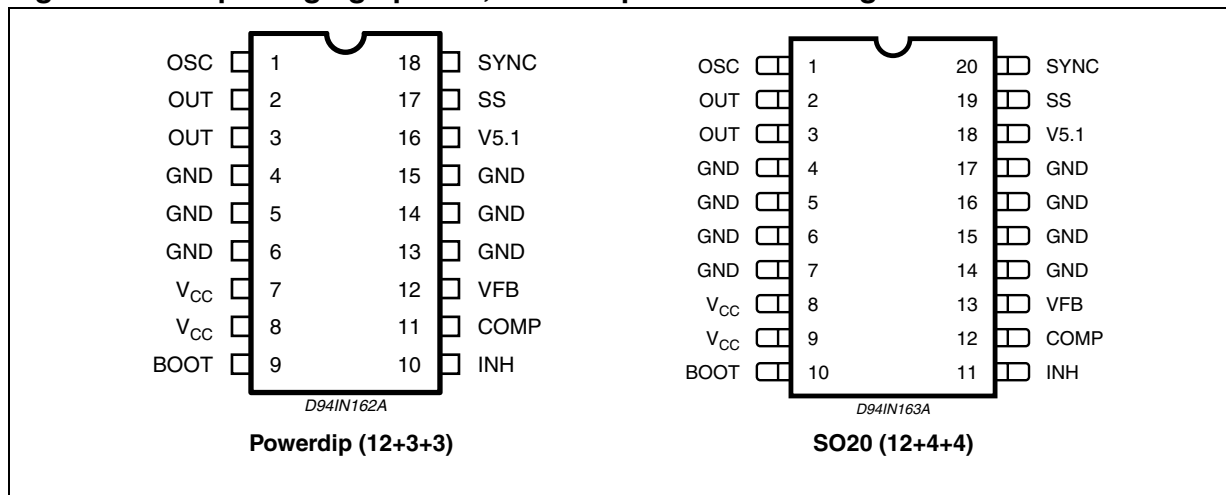 OSC 1 18 SYNC
OUT 2 17 SS
OUT 3 16 V5.1
GND 4 15 GND
GND 5 14 GND
GND 6 13 GND
VCC 7 12 VFB
VCC 8 11 COMP
BOOT 9 10 INH
D94IN162A
Powerdip (12+3+3)
OSC 1 20 SYNC
OUT 2 19 SS
OUT 3 18 V5.1
GND 4 17 GND
GND 5 16 GND
GND 6 15 GND
GND 7 14 GND
VCC 8 13 VFB
VCC 9 12 COMP
BOOT 10 11 INH
D94IN163A
SO20 (12+4+4)